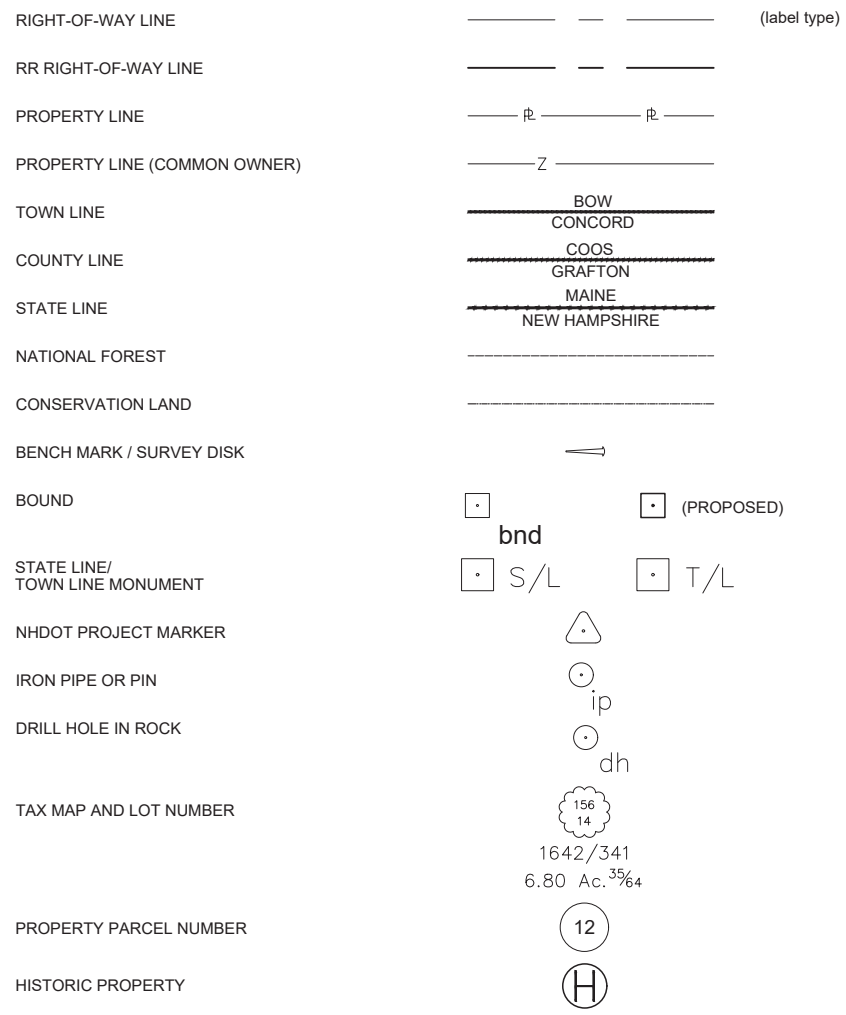 RIGHT-OF-WAY LINE (label type)
RR RIGHT-OF-WAY LINE
PROPERTY LINE ⅊ ⅊
PROPERTY LINE (COMMON OWNER) Z
TOWN LINE BOW
CONCORD
COUNTY LINE COOS
GRAFTON
STATE LINE MAINE
NEW HAMPSHIRE
NATIONAL FOREST
CONSERVATION LAND
BENCH MARK / SURVEY DISK
BOUND (PROPOSED)
bnd
STATE LINE/
TOWN LINE MONUMENT S/L T/L
NHDOT PROJECT MARKER
IRON PIPE OR PIN
ip
DRILL HOLE IN ROCK
dh
TAX MAP AND LOT NUMBER 156
14
1642/341
6.80 Ac. 35/64
PROPERTY PARCEL NUMBER 12
HISTORIC PROPERTY H